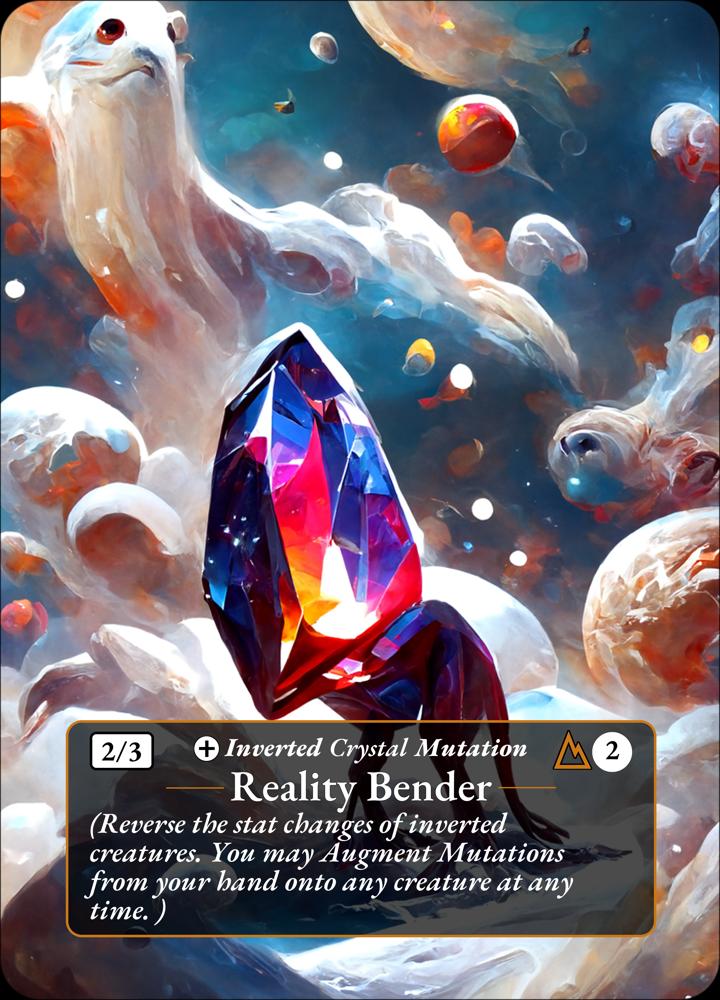 2/3 Inverted Crystal Mutation 2
Reality Bender
(Reverse the stat changes of inverted
creatures. You may Augment Mutations
from your hand onto any creature at any
time. )